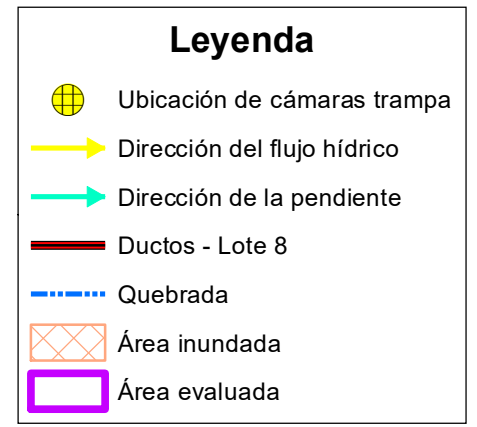 Leyenda
Ubicación de cámaras trampa
Dirección del flujo hídrico
Dirección de la pendiente
Ductos - Lote 8
Quebrada
Área inundada
Área evaluada